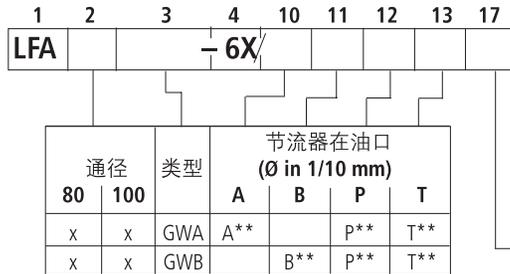 1 2 3 4 10 11 12 13 17
LFA – 6X/
通径 类型 节流器在油口
(Ø in 1/10 mm)
80 100 A B P T
x x GWA A** P** T**
x x GWB B** P** T**